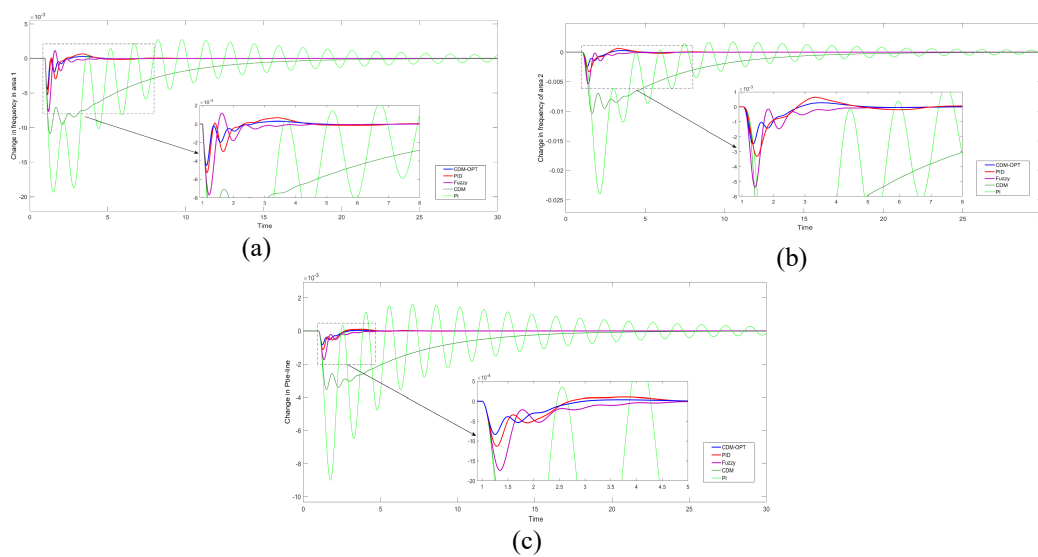 ×10⁻³
5
0
-5
-10
-15
-20
Change in frequency in area 1
0 5 10 15 20 25 30
Time
×10⁻³
2
0
-2
-4
-6
-8
1 2 3 4 5 6 7 8
CDM-OPT
PID
Fuzzy
CDM
PI
(a)
0.005
0.000
-0.005
-0.01
-0.015
-0.02
-0.025
Change in frequency of area 2
0 5 10 15 20 25
Time
×10⁻³
1
0
-1
-2
-3
-4
-5
-6
1 2 3 4 5 6 7 8
CDM-OPT
PID
Fuzzy
CDM
PI
(b)
×10⁻³
2
0
-2
-4
-6
-8
-10
Change in Ptie-line
0 5 10 15 20 25 30
Time
×10⁻⁴
5
0
-5
-10
-15
-20
1 1.5 2 2.5 3 3.5 4 4.5 5
CDM-OPT
PID
Fuzzy
CDM
PI
(c)